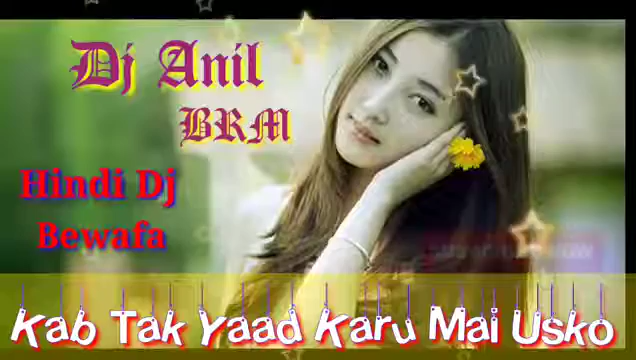 Dj Anil
BRM
Hindi Dj
Bewafa
Kab Tak Yaad Karu Mai Usko